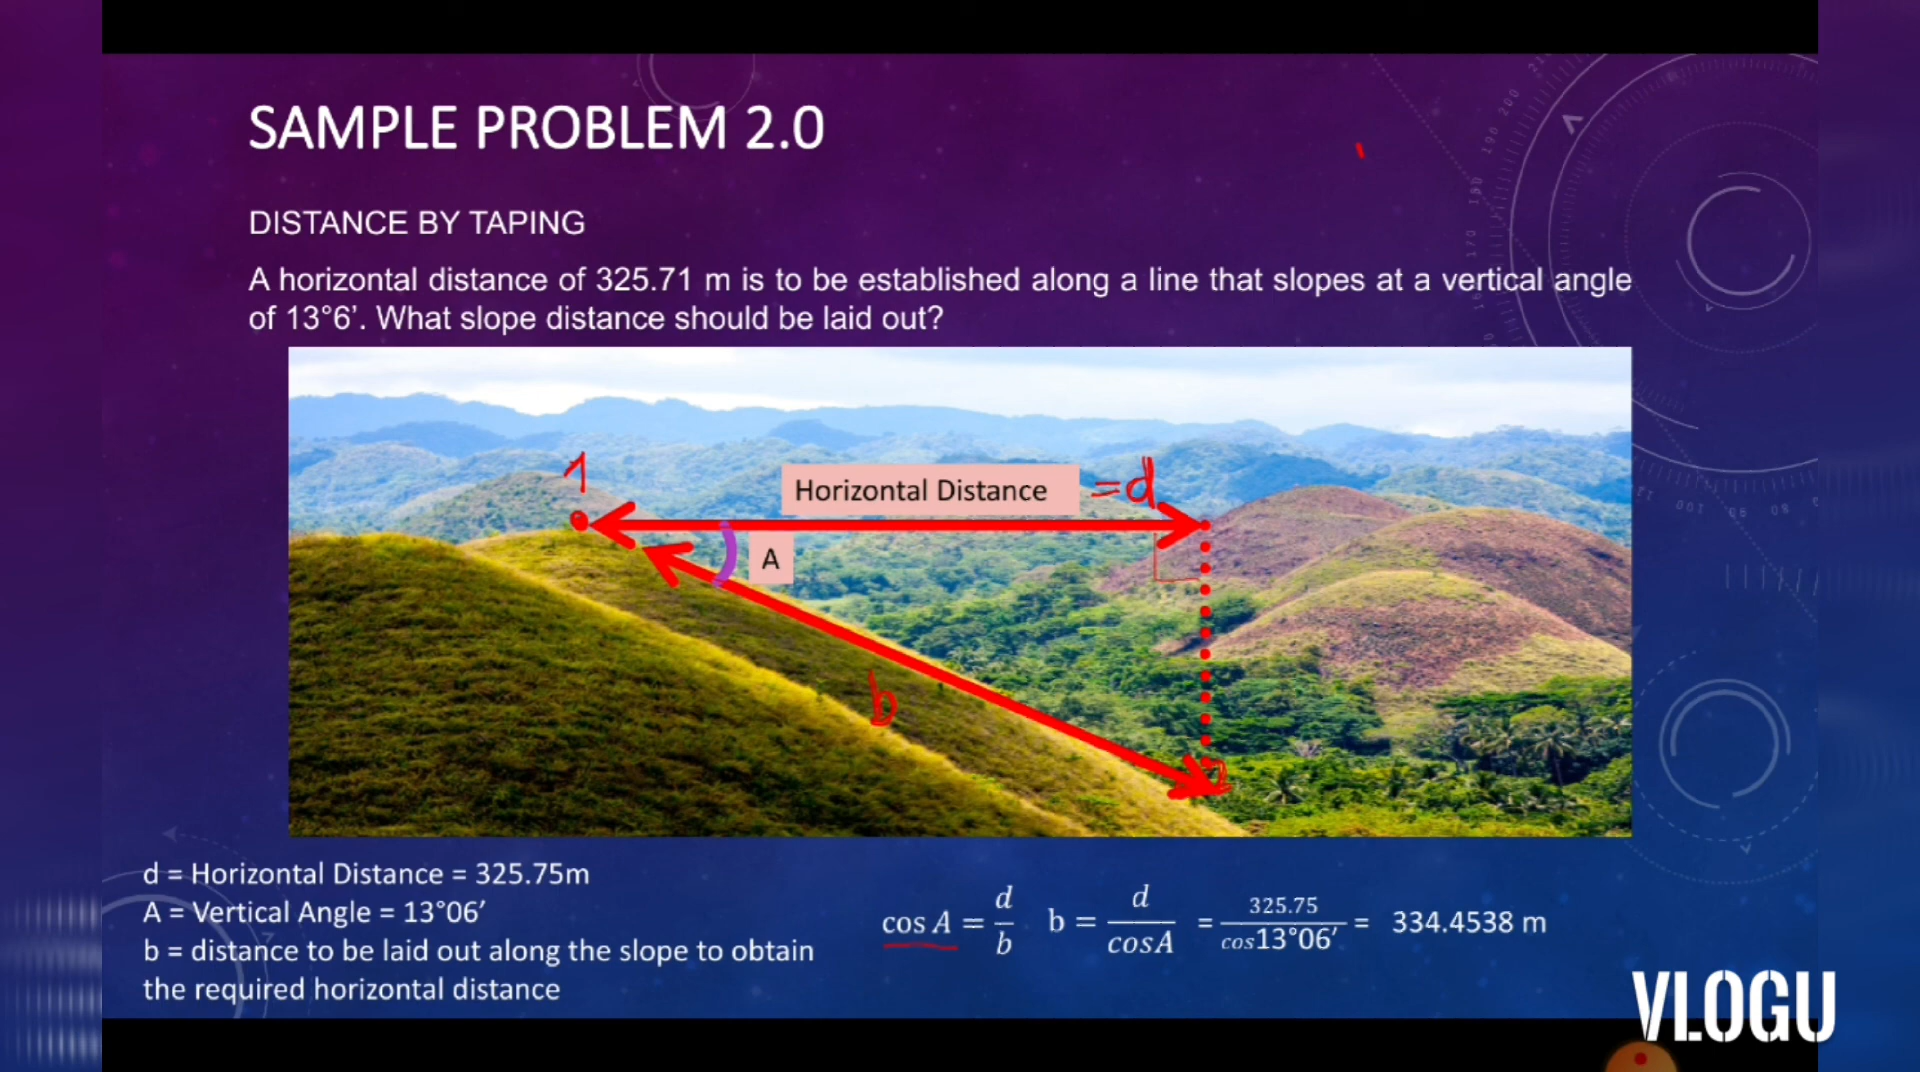 SAMPLE PROBLEM 2.0
DISTANCE BY TAPING
A horizontal distance of 325.71 m is to be established along a line that slopes at a vertical angle
of 13°6’. What slope distance should be laid out?
1
Horizontal Distance =d
A
b
2
d = Horizontal Distance = 325.75m
A = Vertical Angle = 13°06′
b = distance to be laid out along the slope to obtain
the required horizontal distance
cos A = d/b b = d/cosA = 325.75/cos13°06′ = 334.4538 m
VLOGU